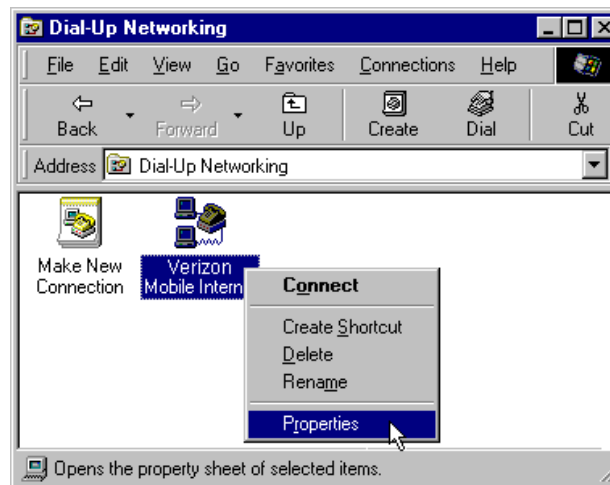 Dial-Up Networking
File Edit View Go Favorites Connections Help
Back Forward Up Create Dial Cut
Address Dial-Up Networking
Make New
Connection
Verizon
Mobile Intern
Connect
Create Shortcut
Delete
Rename
Properties
Opens the property sheet of selected items.